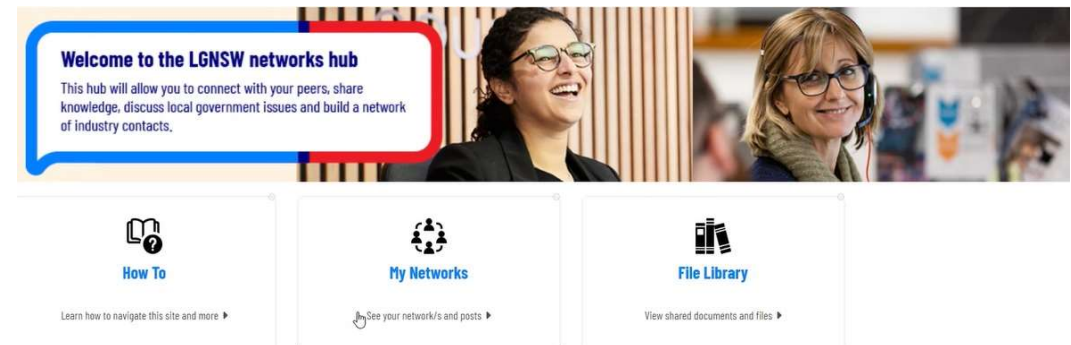 Welcome to the LGNSW networks hub
This hub will allow you to connect with your peers, share
knowledge, discuss local government issues and build a network
of industry contacts.
How To
My Networks
File Library
Learn how to navigate this site and more
See your network/s and posts
View shared documents and files